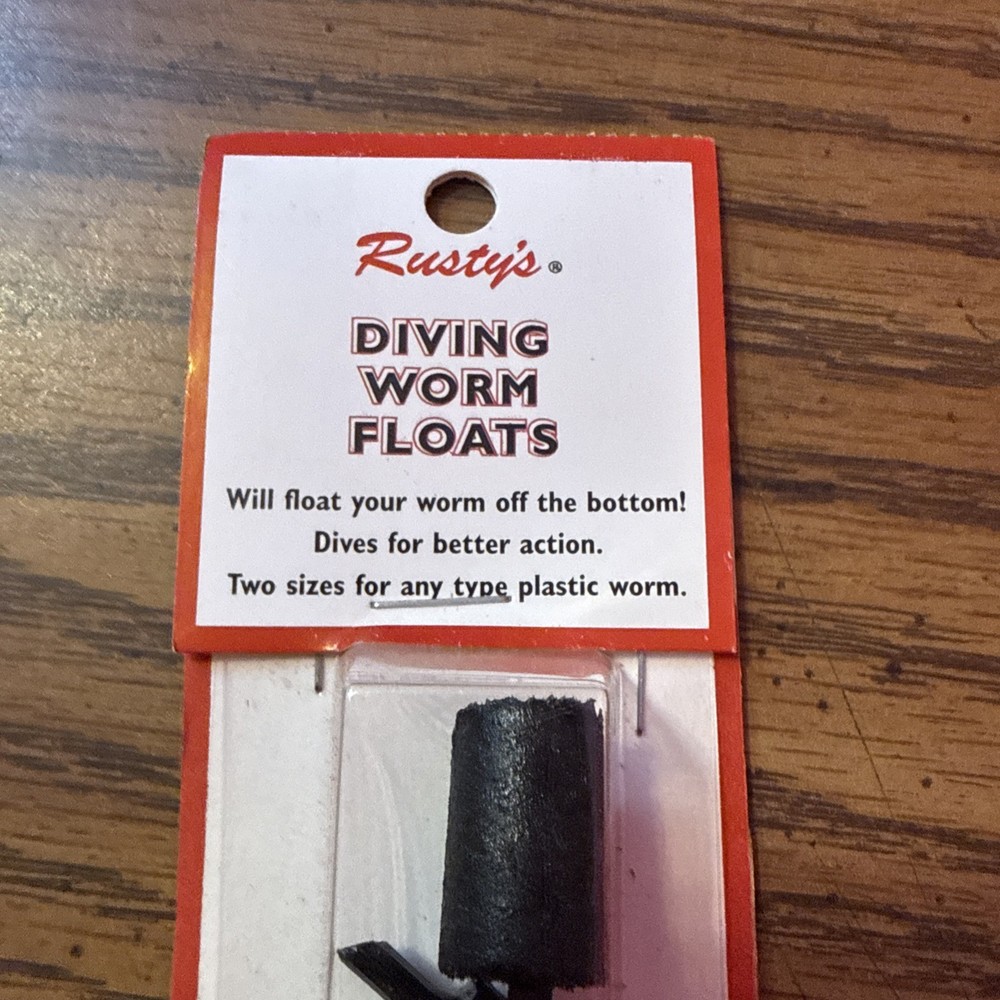 Rusty's®
DIVING
WORM
FLOATS
Will float your worm off the bottom!
Dives for better action.
Two sizes for any type plastic worm.